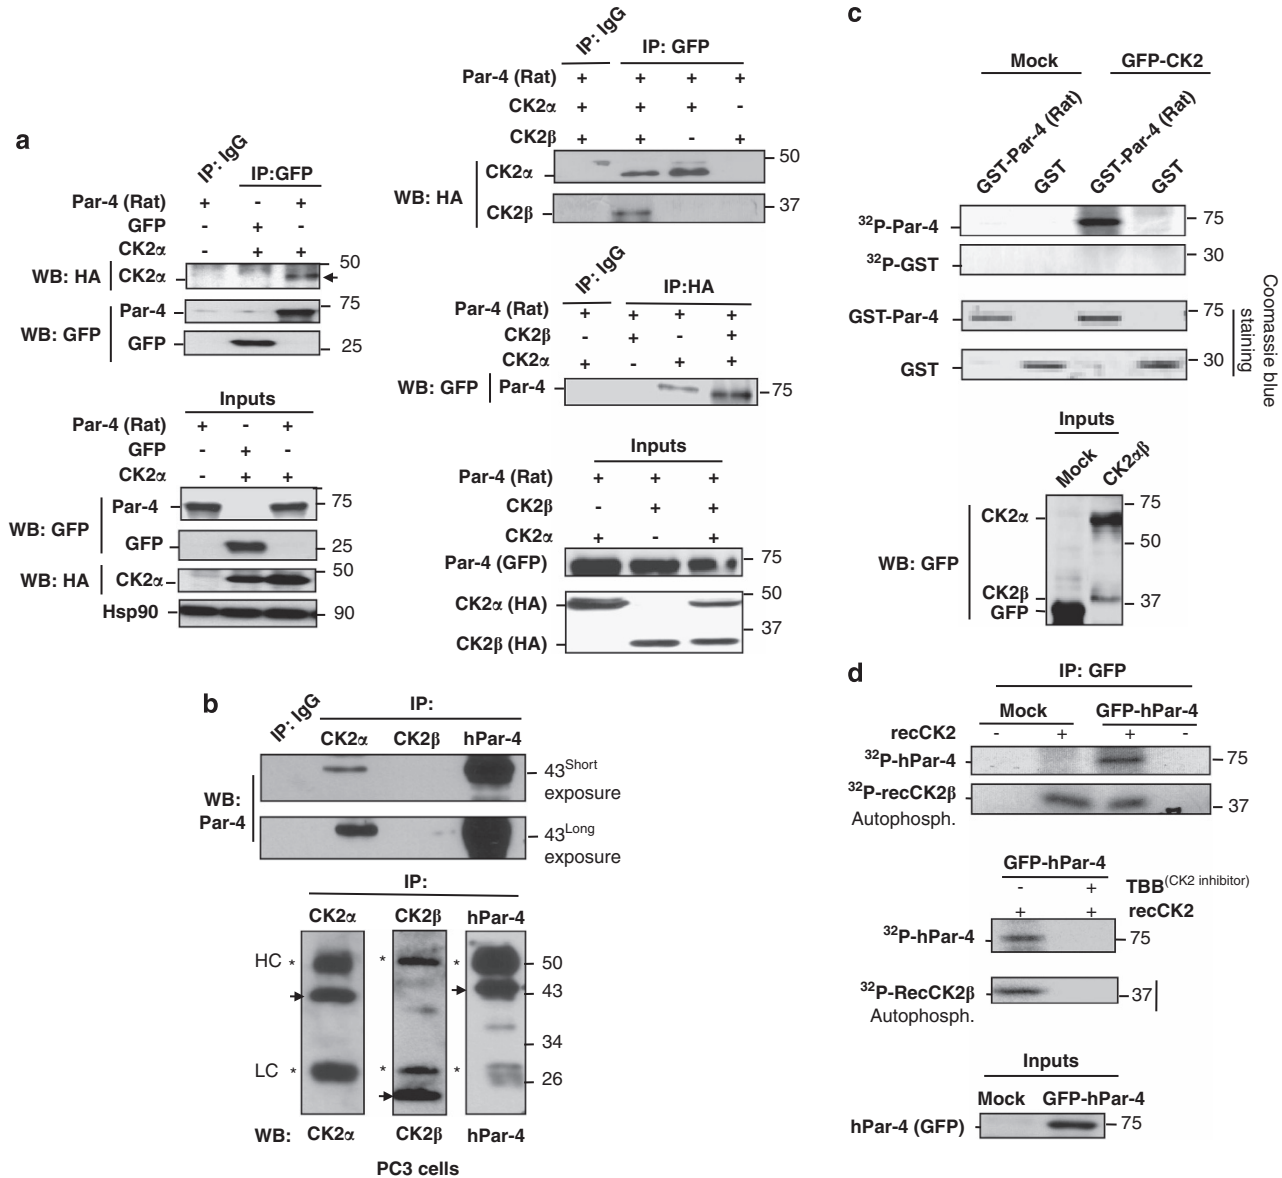 a
IP: IgG
IP:GFP
Par-4 (Rat) + - +
GFP - + -
CK2α - + +
WB: HA CK2α 50
WB: GFP Par-4 75
GFP 25
Inputs
Par-4 (Rat) + - +
GFP - + -
CK2α - + +
WB: GFP Par-4 75
GFP 25
WB: HA CK2α 50
Hsp90 90
IP: IgG
IP: GFP
Par-4 (Rat) + + + +
CK2α + + + -
CK2β + + - +
WB: HA CK2α 50
CK2β 37
IP: IgG
IP:HA
Par-4 (Rat) + + + +
CK2β - + - +
CK2α + - + +
WB: GFP Par-4 75
Inputs
Par-4 (Rat) + + +
CK2β - + +
CK2α + - +
Par-4 (GFP) 75
CK2α (HA) 50
CK2β (HA) 37
b
IP: IgG
IP:
CK2α CK2β hPar-4
WB: Par-4
43 Short exposure
43 Long exposure
IP:
CK2α CK2β hPar-4
HC * * * 50
43
34
LC * * * 26
WB: CK2α CK2β hPar-4
PC3 cells
c
Mock GFP-CK2
GST-Par-4 (Rat) GST GST-Par-4 (Rat) GST
32P-Par-4 75
32P-GST 30
GST-Par-4 75
GST 30
Coomassie blue staining
Inputs
Mock CK2αβ
WB: GFP
CK2α 75
50
CK2β 37
GFP
d
IP: GFP
Mock GFP-hPar-4
recCK2 - + + -
32P-hPar-4 75
32P-recCK2β 37
Autophosph.
GFP-hPar-4
- + TBB(CK2 inhibitor)
+ + recCK2
32P-hPar-4 75
32P-RecCK2β 37
Autophosph.
Inputs
Mock GFP-hPar-4
hPar-4 (GFP) 75